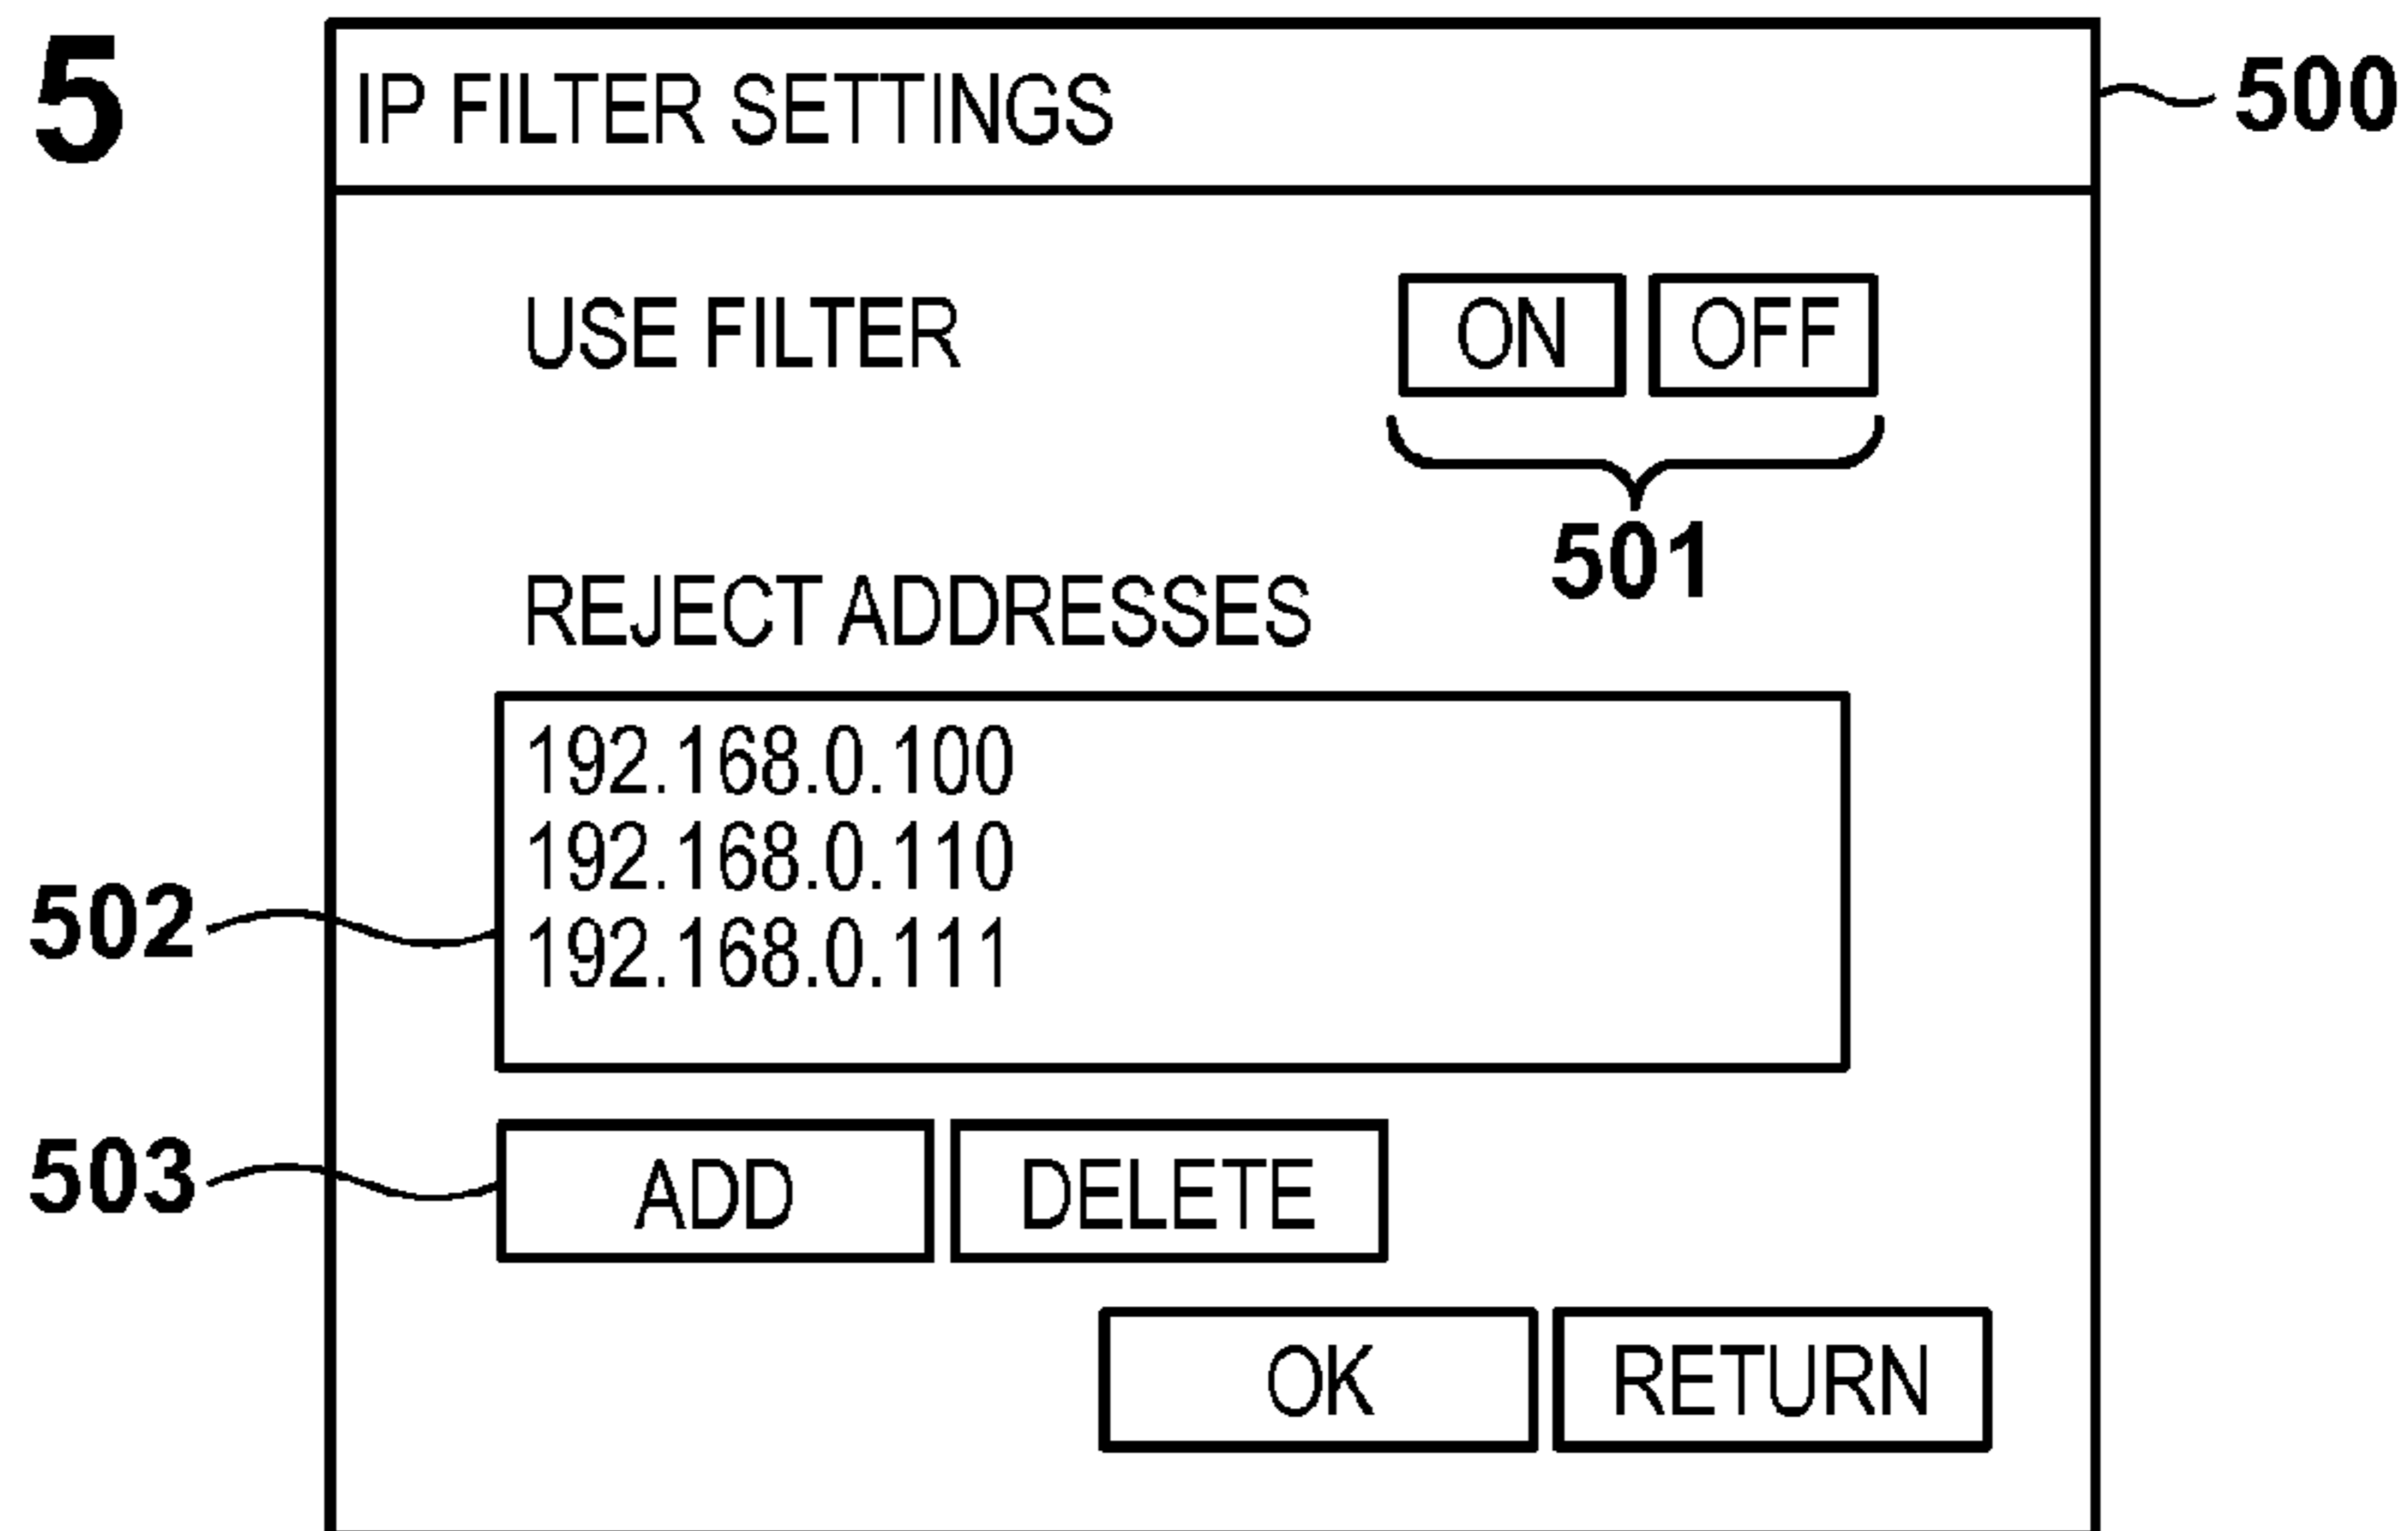 5
IP FILTER SETTINGS
500
USE FILTER
ON OFF
501
REJECT ADDRESSES
192.168.0.100
192.168.0.110
502
192.168.0.111
503
ADD DELETE
OK RETURN